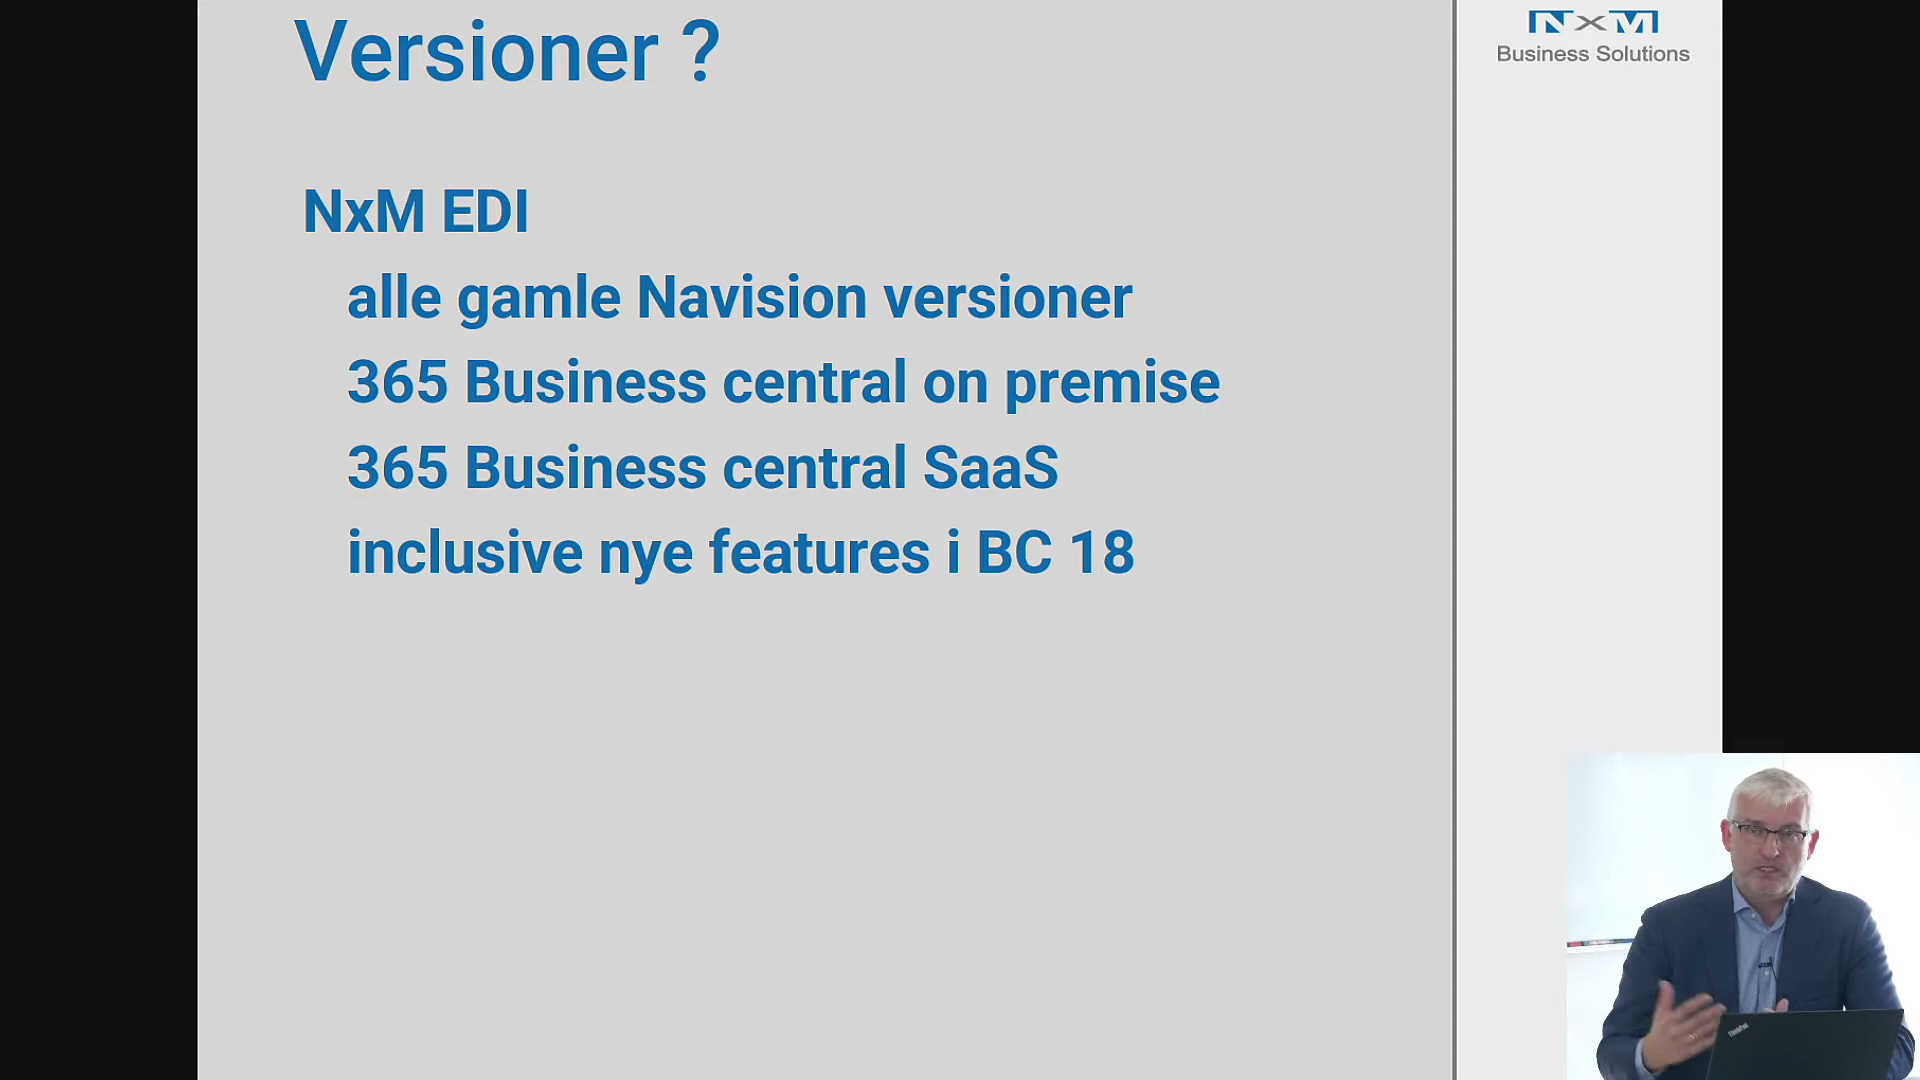 Versioner ?
NxM
Business Solutions
NxM EDI
alle gamle Navision versioner
365 Business central on premise
365 Business central SaaS
inclusive nye features i BC 18
ThinkPad